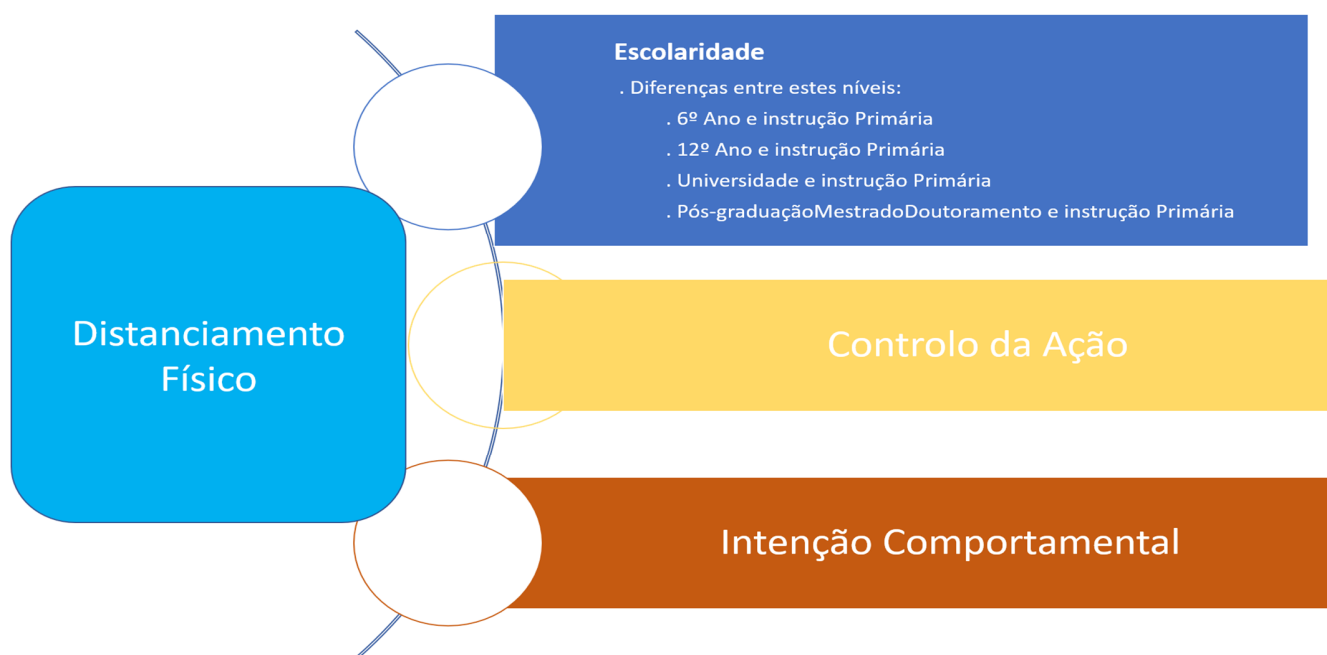 Escolaridade
. Diferenças entre estes níveis:
. 6º Ano e instrução Primária
. 12º Ano e instrução Primária
. Universidade e instrução Primária
. Pós-graduaçãoMestradoDoutoramento e instrução Primária
Distanciamento
Físico
Controlo da Ação
Intenção Comportamental